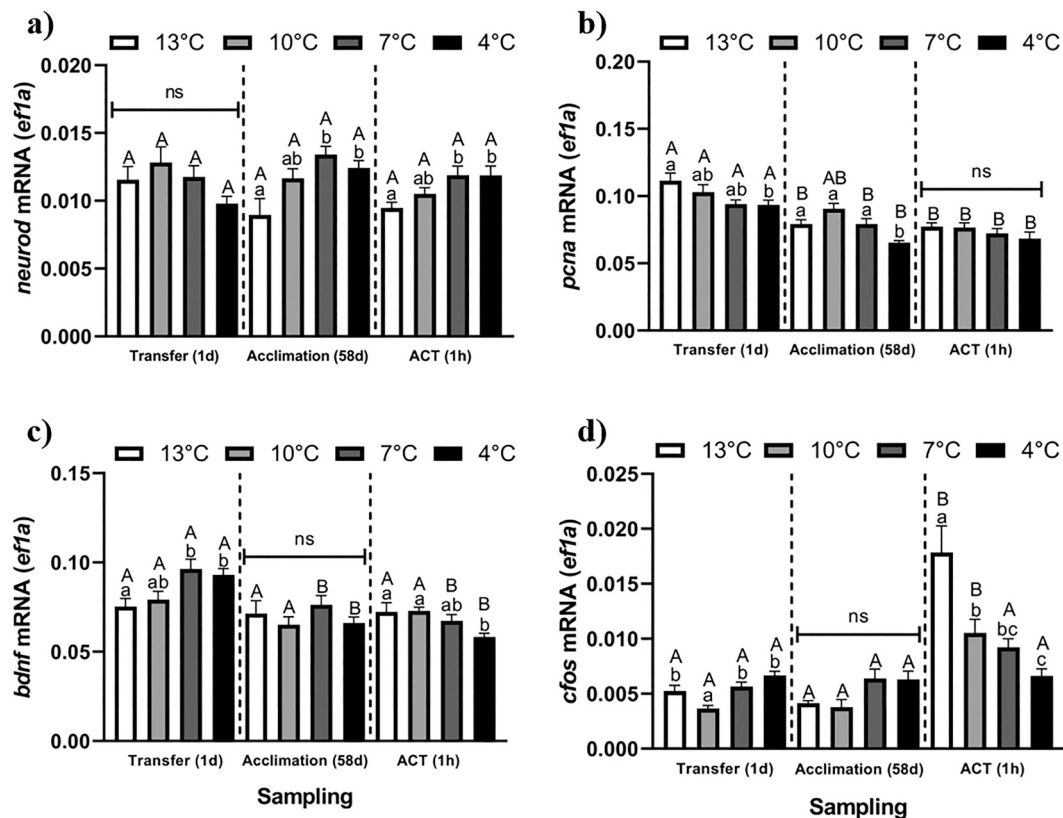 a)
13°C 10°C 7°C 4°C
neurod mRNA (ef1a)
0.020
0.015
0.010
0.005
0.000
ns
A A A A
A A A A
a ab b b
A A A A
a ab b b
Transfer (1d) Acclimation (58d) ACT (1h)
b)
13°C 10°C 7°C 4°C
pcna mRNA (ef1a)
0.20
0.15
0.10
0.05
0.00
A A A A
a ab ab b
B AB B B
a a a b
ns
B B B B
Transfer (1d) Acclimation (58d) ACT (1h)
c)
13°C 10°C 7°C 4°C
bdnf mRNA (ef1a)
0.15
0.10
0.05
0.00
A A A A
a ab b b
ns
A A B B
A A B B
a a ab b
Transfer (1d) Acclimation (58d) ACT (1h)
Sampling
d)
13°C 10°C 7°C 4°C
cfos mRNA (ef1a)
0.025
0.020
0.015
0.010
0.005
0.000
A A A A
b a b b
ns
A A A A
B B A A
a b bc c
Transfer (1d) Acclimation (58d) ACT (1h)
Sampling